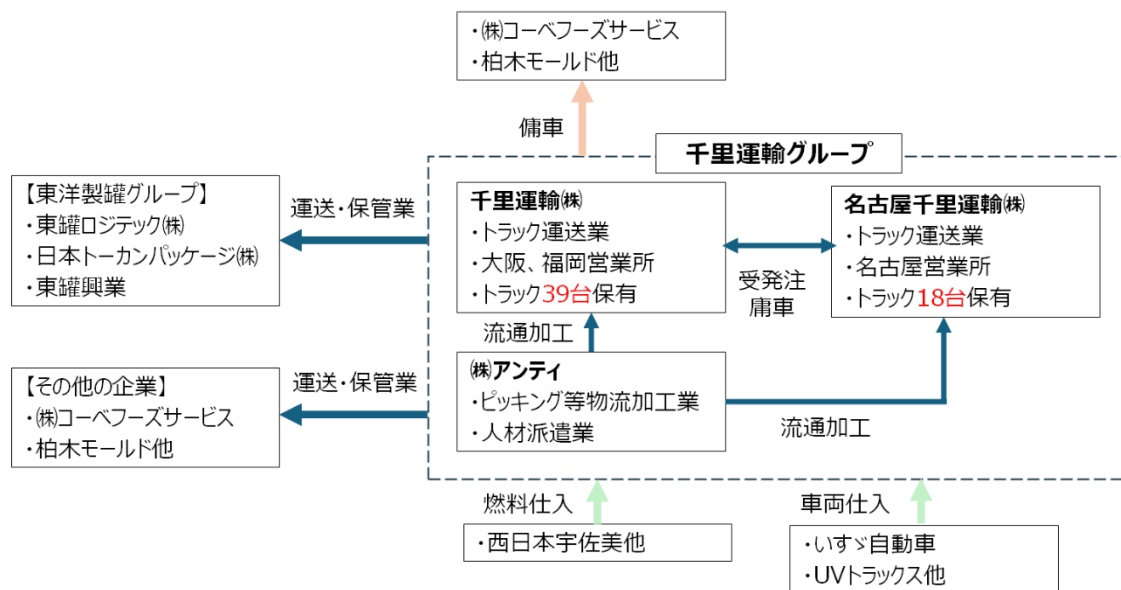 ・㈱コーベフーズサービス
・柏木モールド他
傭車
千里運輸グループ
【東洋製罐グループ】
・東罐ロジテック㈱
・日本トーカンパッケージ㈱
・東罐興業
運送・保管業
千里運輸㈱
・トラック運送業
・大阪、福岡営業所
・トラック39台保有
受発注
庸車
名古屋千里運輸㈱
・トラック運送業
・名古屋営業所
・トラック18台保有
流通加工
【その他の企業】
・㈱コーベフーズサービス
・柏木モールド他
運送・保管業
㈱アンティ
・ピッキング等物流加工業
・人材派遣業
流通加工
燃料仕入
・西日本宇佐美他
車両仕入
・いすゞ自動車
・UVトラックス他